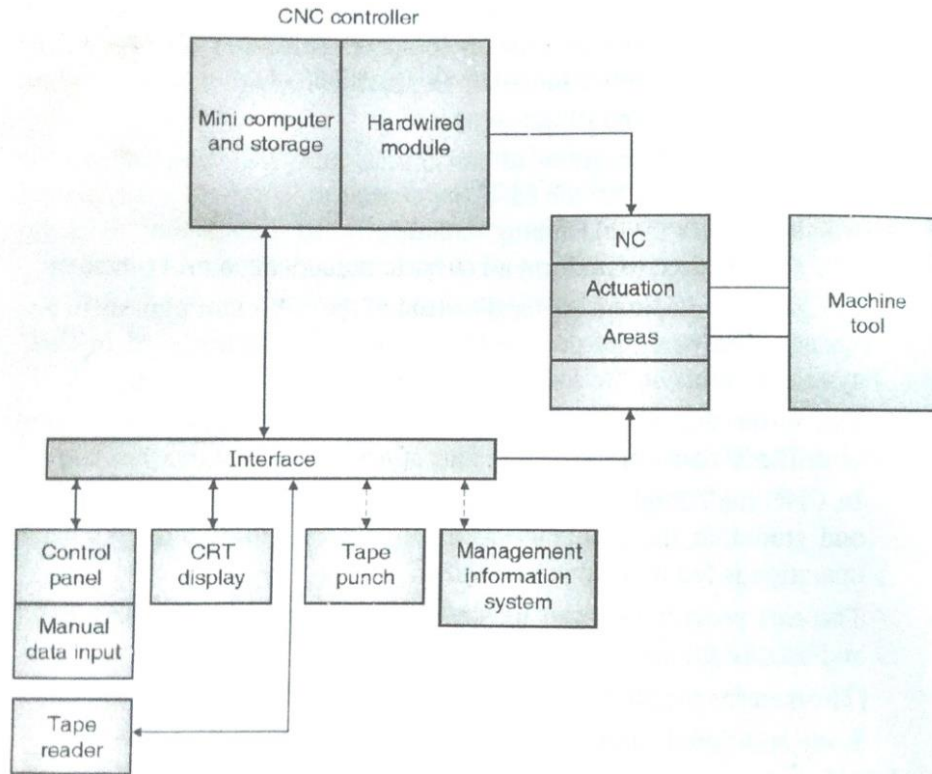 CNC controller
Mini computer
and storage
Hardwired
module
NC
Actuation
Areas
Machine
tool
Interface
Control
panel
Manual
data input
CRT
display
Tape
punch
Management
information
system
Tape
reader